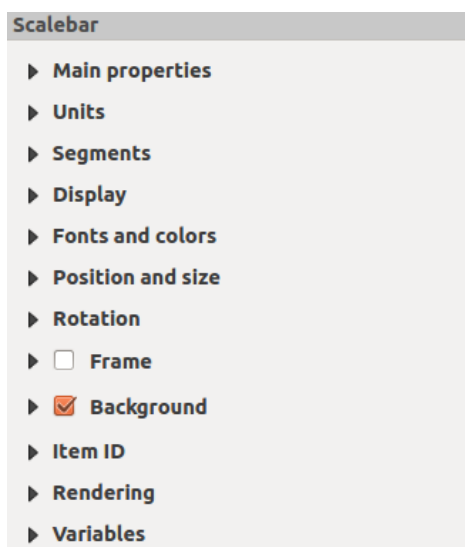 Scalebar
Main properties
Units
Segments
Display
Fonts and colors
Position and size
Rotation
Frame
Background
Item ID
Rendering
Variables